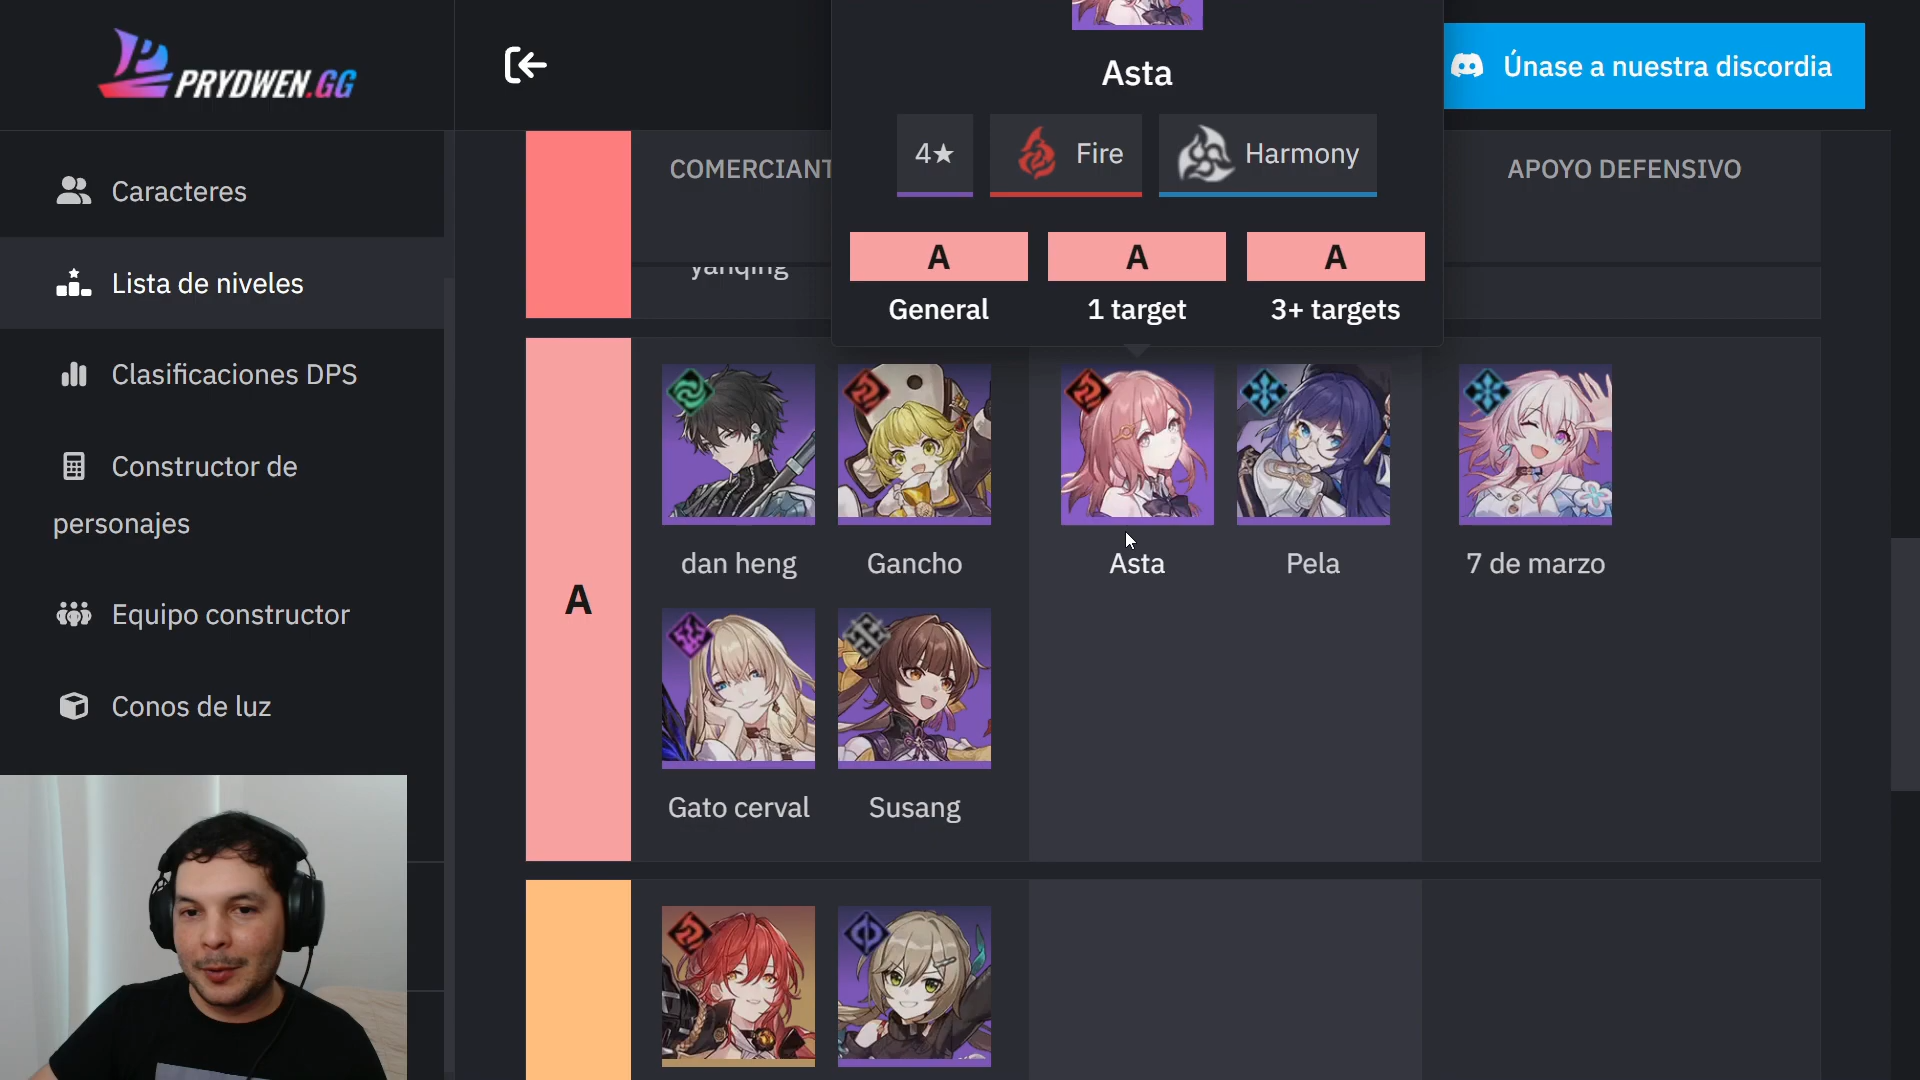 PRYDWEN.GG
Asta
Únase a nuestra discordia
4★
Fire
Harmony
COMERCIANT
APOYO DEFENSIVO
Caracteres
Lista de niveles
Clasificaciones DPS
Constructor de
personajes
Equipo constructor
Conos de luz
A
A
A
General
1 target
3+ targets
yanqing
A
dan heng
Gancho
Asta
Pela
7 de marzo
Gato cerval
Susang